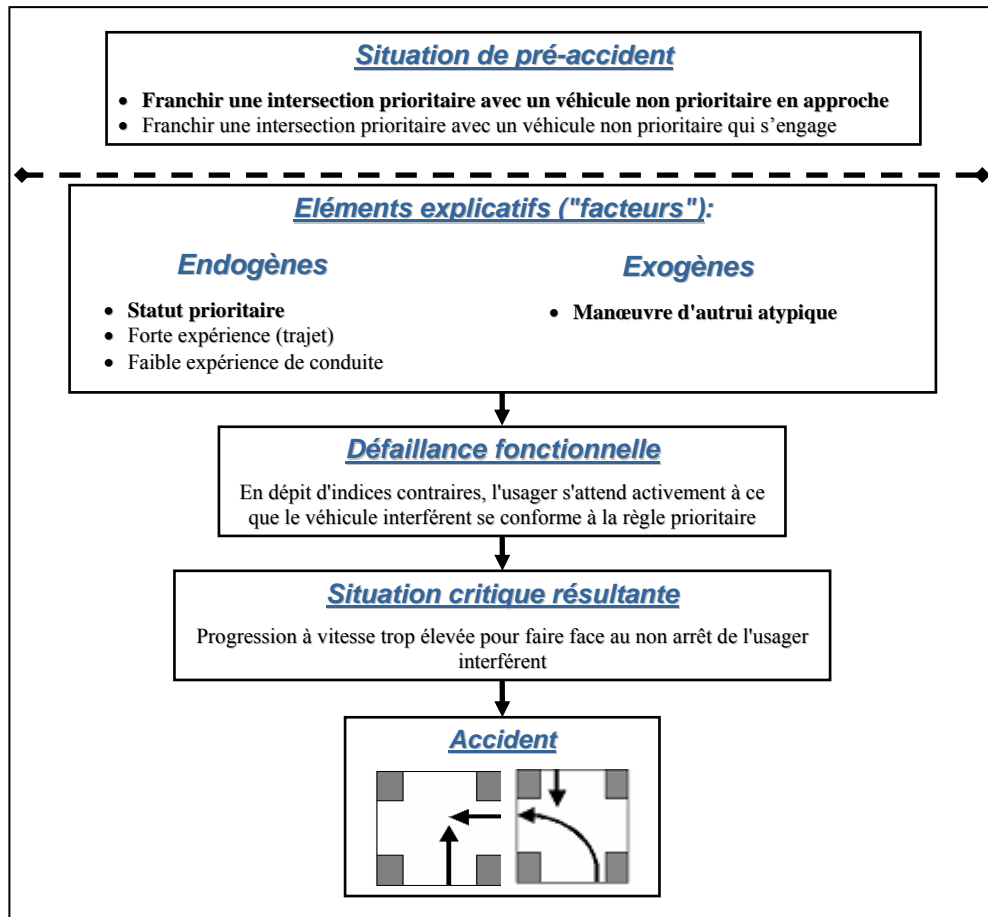 Situation de pré-accident
• Franchir une intersection prioritaire avec un véhicule non prioritaire en approche
• Franchir une intersection prioritaire avec un véhicule non prioritaire qui s'engage
Eléments explicatifs ("facteurs"):
Endogènes
• Statut prioritaire
• Forte expérience (trajet)
• Faible expérience de conduite
Exogènes
• Manœuvre d'autrui atypique
Défaillance fonctionnelle
En dépit d'indices contraires, l'usager s'attend activement à ce
que le véhicule interférent se conforme à la règle prioritaire
Situation critique résultante
Progression à vitesse trop élevée pour faire face au non arrêt de l'usager
interférent
Accident